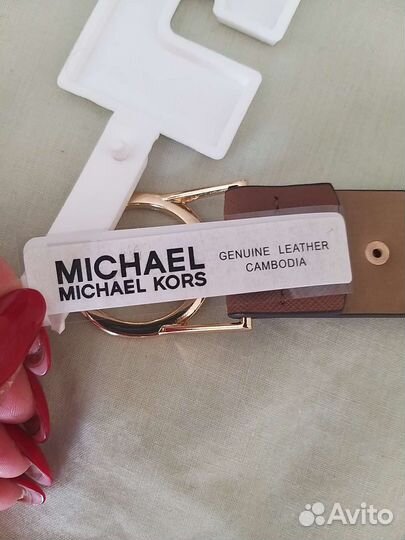 MICHAEL
MICHAEL KORS
GENUINE LEATHER
CAMBODIA
Avito